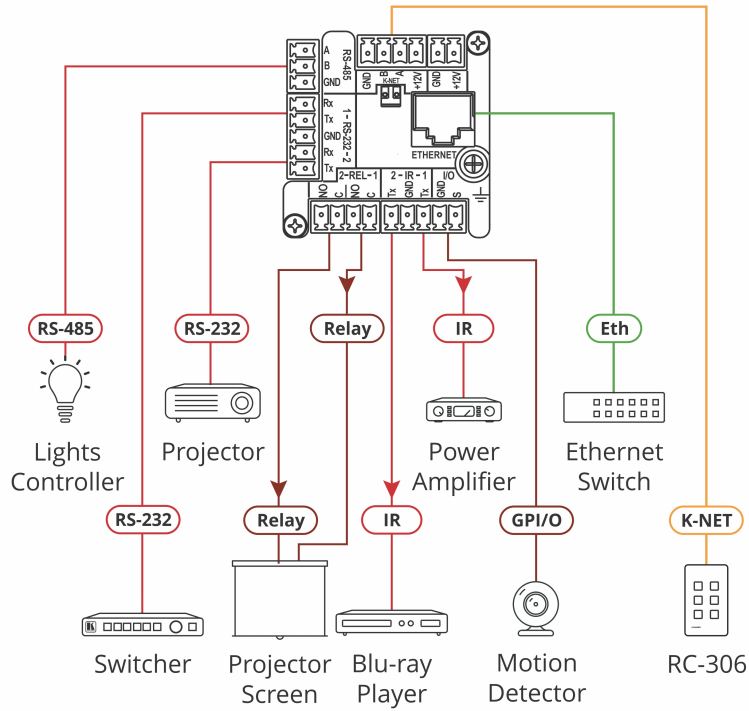 A
B
GND
RS-485
GND
B
A
+12V
GND
+12V
K-NET
Rx
Tx
GND
Rx
Tx
1 - RS-232 - 2
ETHERNET
2-REL-1
2 - IR - 1
I/O
NO
C
NO
C
Tx
GND
Tx
GND
S
RS-485
RS-232
Relay
IR
Eth
Lights
Controller
Projector
Power
Amplifier
Ethernet
Switch
RS-232
Relay
IR
GPI/O
K-NET
Switcher
Projector
Screen
Blu-ray
Player
Motion
Detector
RC-306